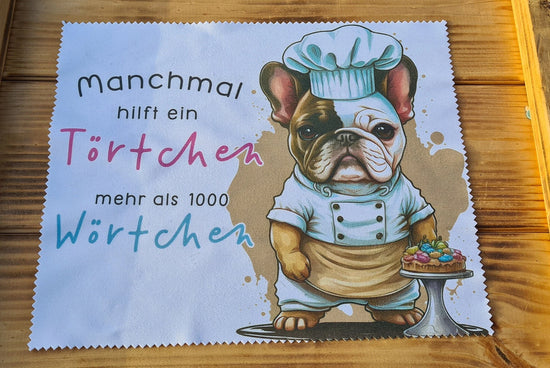 Manchmal
hilft ein
Törtchen
mehr als 1000
Wörtchen